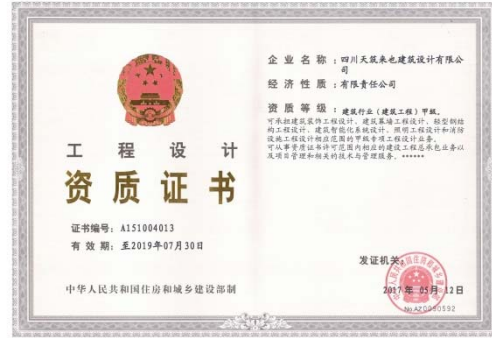 工程设计
资质证书
证书编号：A151004013
有效期：至2019年07月30日
中华人民共和国住房和城乡建设部制
企业名称：四川天筑来也建筑设计有限公
司
经济性质：有限责任公司
资质等级：建筑行业（建筑工程）甲级。
可承担建筑装饰工程设计、建筑幕墙工程设计、轻型钢结
构工程设计、建筑智能化系统设计、照明工程设计和消防
设施工程设计相应范围的甲级专项工程设计业务。
可从事资质证书许可范围内相应的建设工程总承包业务以
及项目管理和相关的技术与管理服务。******
发证机关：
2017年05月12日
No.AZ0050592